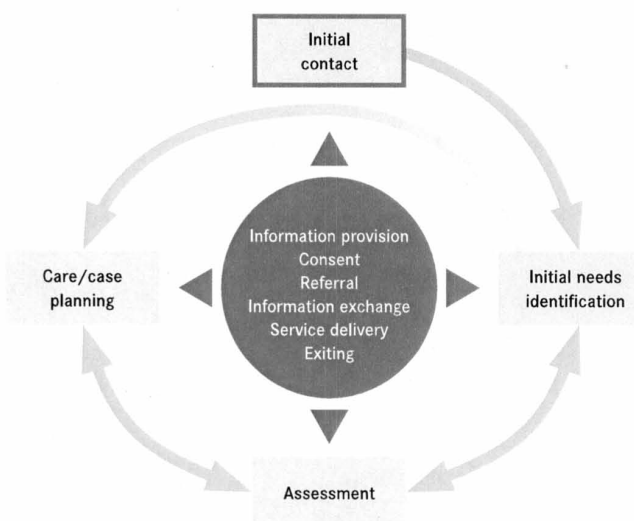 Initial
contact
Information provision
Consent
Referral
Information exchange
Service delivery
Exiting
Care/case
planning
Initial needs
identification
Assessment